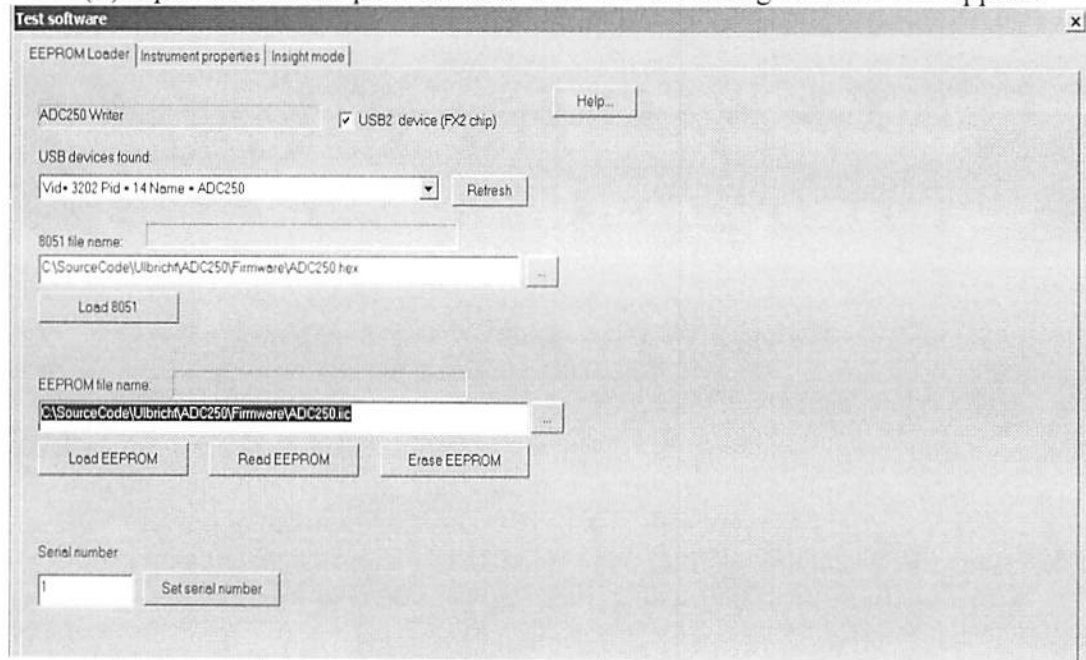 Test software
x
EEPROM Loader Instrument properties Insight mode
ADC250 Writer
USB2 device (FX2 chip)
Help...
USB devices found:
Vid= 3202 Pid = 14 Name = ADC250
Refresh
8051 file name:
C:\SourceCode\Ulbricht\ADC250\Firmware\ADC250.hex
...
Load 8051
EEPROM file name:
C:\SourceCode\Ulbricht\ADC250\Firmware\ADC250.iic
...
Load EEPROM Read EEPROM Erase EEPROM
Serial number
1
Set serial number